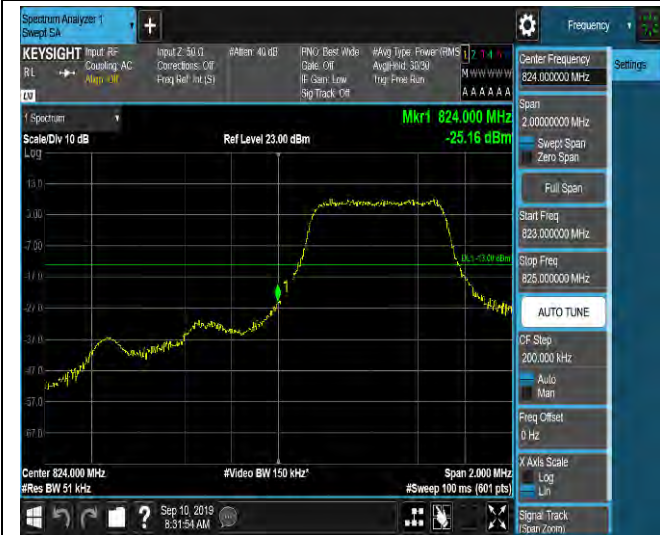 Spectrum Analyzer 1
Swept SA
+
Frequency
KEYSIGHT
Input: RF
Input Z: 50 Ω
#Atten: 40 dB
PNO: Best Wide
#Avg Type: Power (RMS
1 2
RL
Coupling: AC
Corrections: Off
Gate: Off
Avg|Hold: 30/30
M W W W W W
Align: Off
Freq Ref: Int (S)
IF Gain: Low
Trig: Free Run
Sig Track: Off
A A A A A A
LXI
1 Spectrum
Mkr1 824.000 MHz
Scale/Div 10 dB
Ref Level 23.00 dBm
-25.16 dBm
Log
13.0
3.00
-7.00
DL1 -13.00 dBm
-17.0
1
-27.0
-37.0
-47.0
-57.0
-67.0
Center 824.000 MHz
#Video BW 150 kHz*
Span 2.000 MHz
#Res BW 51 kHz
#Sweep 100 ms (601 pts)
?
Sep 10, 2019
8:31:54 AM
Center Frequency
824.000000 MHz
Settings
Span
2.00000000 MHz
Swept Span
Zero Span
Full Span
Start Freq
823.000000 MHz
Stop Freq
825.000000 MHz
AUTO TUNE
CF Step
200.000 kHz
Auto
Man
Freq Offset
0 Hz
X Axis Scale
Log
Lin
Signal Track
(Span Zoom)